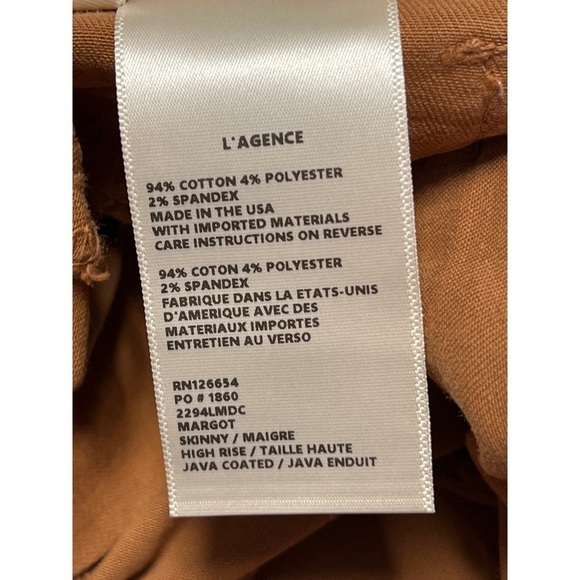 L'AGENCE
94% COTTON 4% POLYESTER
2% SPANDEX
MADE IN THE USA
WITH IMPORTED MATERIALS
CARE INSTRUCTIONS ON REVERSE
94% COTON 4% POLYESTER
2% SPANDEX
FABRIQUE DANS LA ETATS-UNIS
D'AMERIQUE AVEC DES
MATERIAUX IMPORTES
ENTRETIEN AU VERSO
RN126654
PO # 1860
2294LMDC
MARGOT
SKINNY / MAIGRE
HIGH RISE / TAILLE HAUTE
JAVA COATED / JAVA ENDUIT